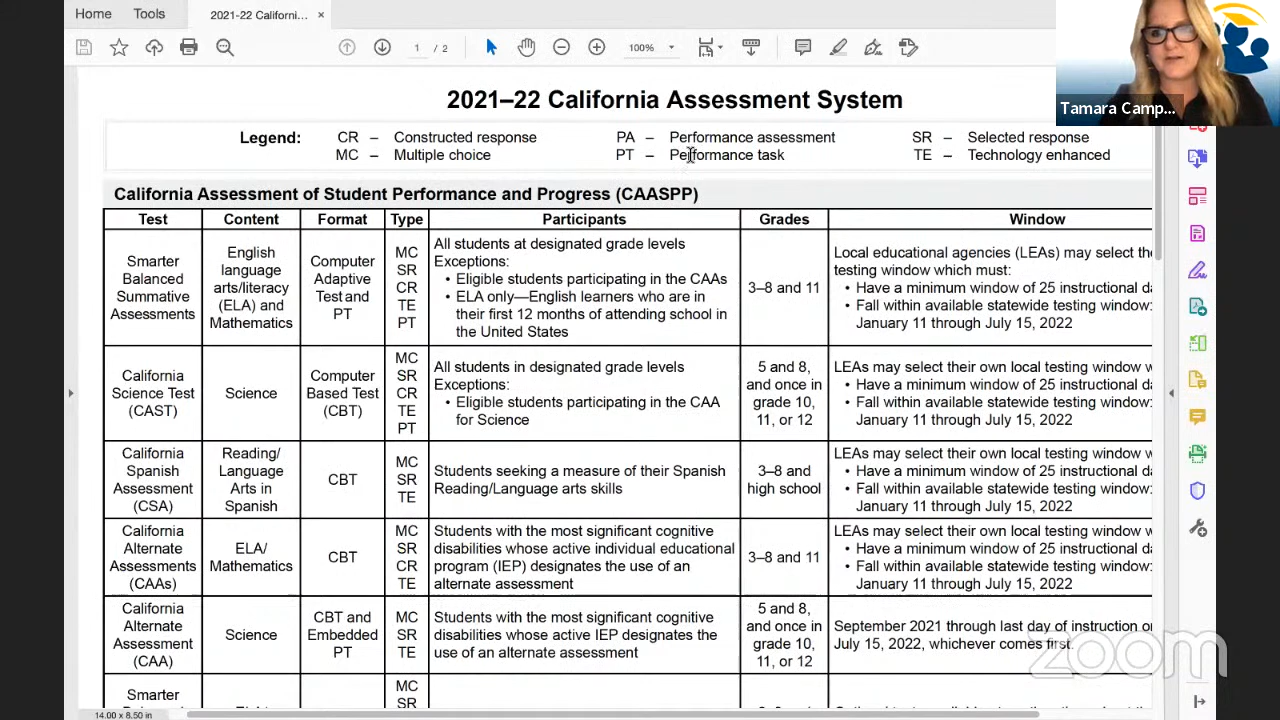 Home Tools 2021-22 Californi... ×
1 / 2 100%
Tamara Camp...
2021–22 California Assessment System
Legend: CR – Constructed response PA – Performance assessment SR – Selected response
MC – Multiple choice PT – Performance task TE – Technology enhanced
California Assessment of Student Performance and Progress (CAASPP)
Test Content Format Type Participants Grades Window
Smarter
Balanced
Summative
Assessments
English
language
arts/literacy
(ELA) and
Mathematics
Computer
Adaptive
Test and
PT
MC
SR
CR
TE
PT
All students at designated grade levels
Exceptions:
• Eligible students participating in the CAAs
• ELA only—English learners who are in
their first 12 months of attending school in
the United States
3–8 and 11
Local educational agencies (LEAs) may select the
testing window which must:
• Have a minimum window of 25 instructional
• Fall within available statewide testing window:
January 11 through July 15, 2022
California
Science Test
(CAST)
Science
Computer
Based Test
(CBT)
MC
SR
CR
TE
PT
All students in designated grade levels
Exceptions:
• Eligible students participating in the CAA
for Science
5 and 8,
and once in
grade 10,
11, or 12
LEAs may select their own local testing window
• Have a minimum window of 25 instructional
• Fall within available statewide testing window:
January 11 through July 15, 2022
California
Spanish
Assessment
(CSA)
Reading/
Language
Arts in
Spanish
CBT
MC
SR
TE
Students seeking a measure of their Spanish
Reading/Language arts skills
3–8 and
high school
LEAs may select their own local testing window
• Have a minimum window of 25 instructional
• Fall within available statewide testing window:
January 11 through July 15, 2022
California
Alternate
Assessments
(CAAs)
ELA/
Mathematics
CBT
MC
SR
CR
TE
Students with the most significant cognitive
disabilities whose active individual educational
program (IEP) designates the use of an
alternate assessment
3–8 and 11
LEAs may select their own local testing window
• Have a minimum window of 25 instructional
• Fall within available statewide testing window:
January 11 through July 15, 2022
California
Alternate
Assessment
(CAA)
Science
CBT and
Embedded
PT
MC
SR
TE
Students with the most significant cognitive
disabilities whose active IEP designates the
use of an alternate assessment
5 and 8,
and once in
grade 10,
11, or 12
September 2021 through last day of instruction or
July 15, 2022, whichever comes first.
Smarter
MC
SR
zoom
14.00 x 8.50 in